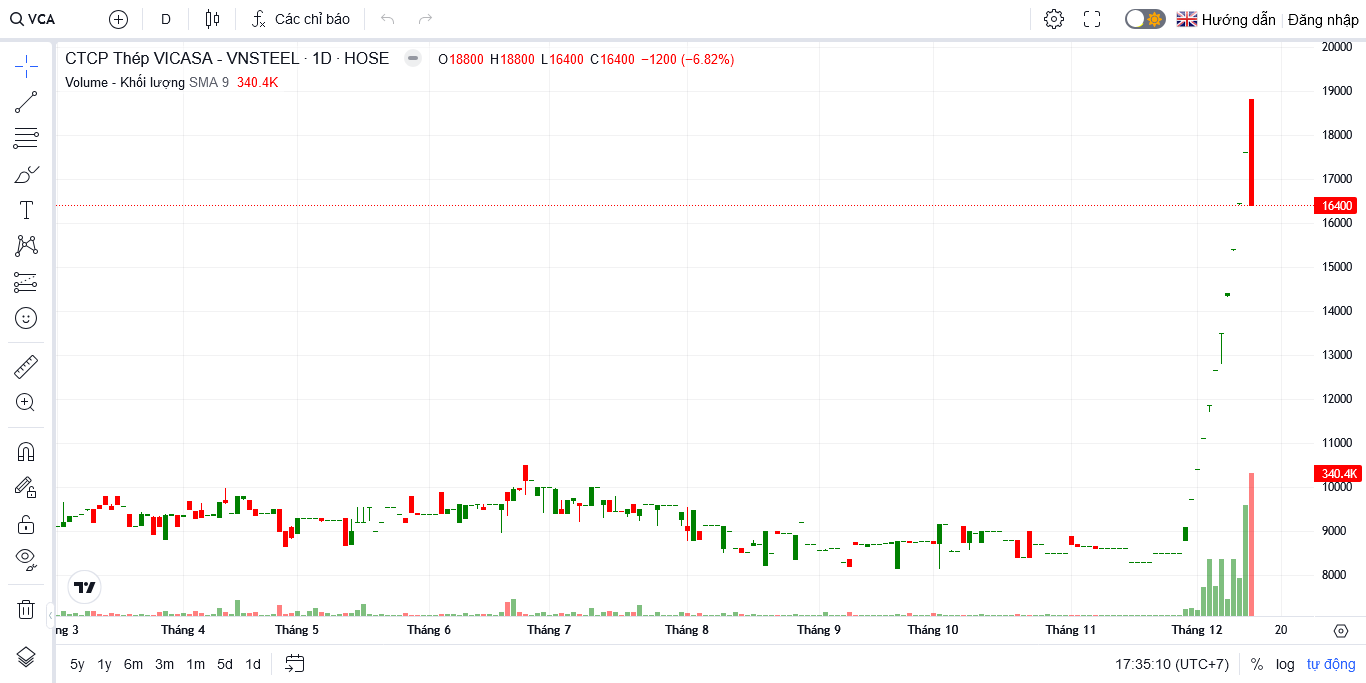 VCA D Các chỉ báo Hướng dẫn Đăng nhập
CTCP Thép VICASA - VNSTEEL · 1D · HOSE O18800 H18800 L16400 C16400 −1200 (−6.82%)
Volume - Khối lượng SMA 9 340.4K
20000
19000
18000
17000
16400
16000
15000
14000
13000
12000
11000
340.4K
10000
9000
8000
ng 3 Tháng 4 Tháng 5 Tháng 6 Tháng 7 Tháng 8 Tháng 9 Tháng 10 Tháng 11 Tháng 12 20
5y 1y 6m 3m 1m 5d 1d 17:35:10 (UTC+7) % log tự động